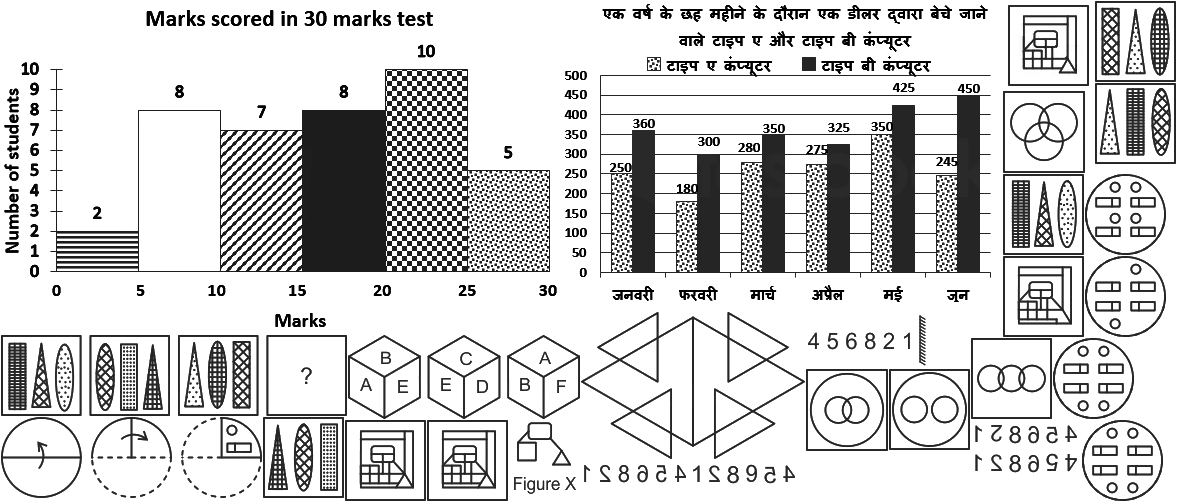 Marks scored in 30 marks test
Number of students
10
9
8
7
6
5
4
3
2
1
0
2
8
7
8
10
5
0 5 10 15 20 25 30
Marks
एक वर्ष के छह महीने के दौरान एक डीलर द्वारा बेचे जाने
वाले टाइप ए और टाइप बी कंप्यूटर
टाइप ए कंप्यूटर टाइप बी कंप्यूटर
500
450
400
350
300
250
200
150
100
50
0
250 360
180 300
280 350
275 325
350 425
245 450
जनवरी फरवरी मार्च अप्रैल मई जून
?
B
A E
C
E D
A
B F
456821
Figure X